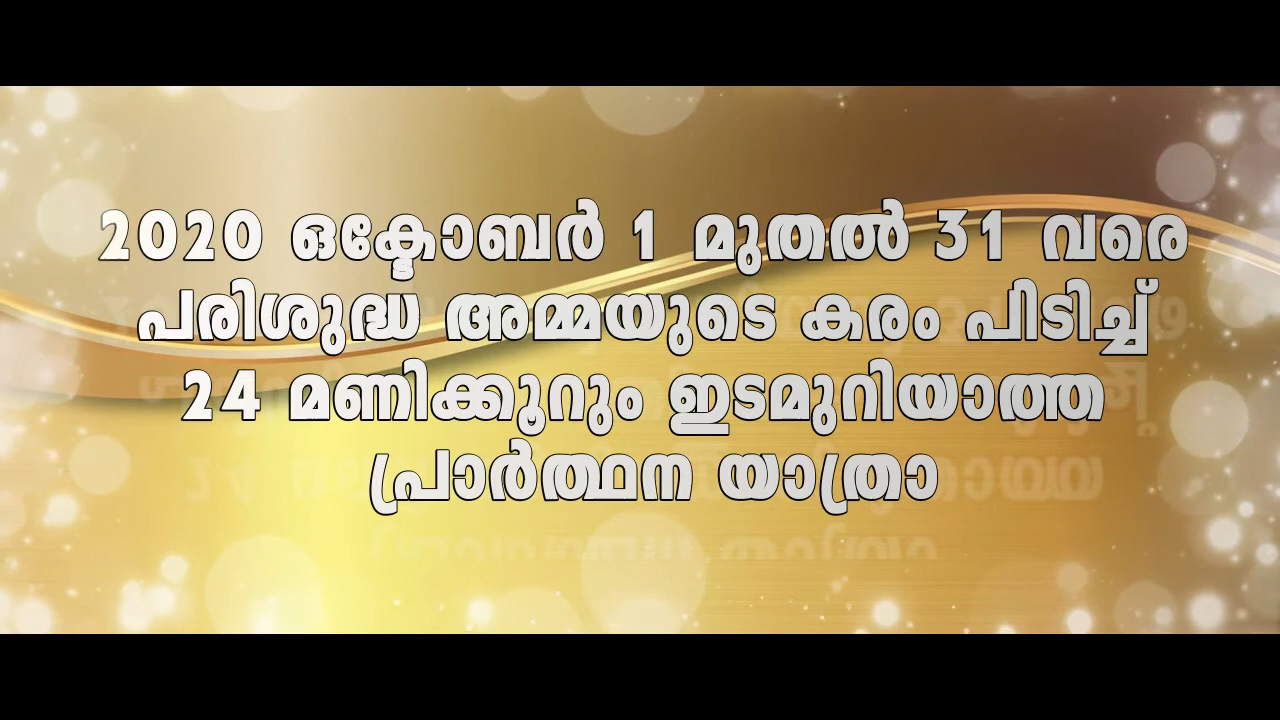 2020 ഒക്ടോബർ 1 മുതൽ 31 വരെ
പരിശുദ്ധ അമ്മയുടെ കരം പിടിച്ച്
24 മണിക്കൂറും ഇടമുറിയാത്ത
പ്രാർത്ഥന യാത്രാ